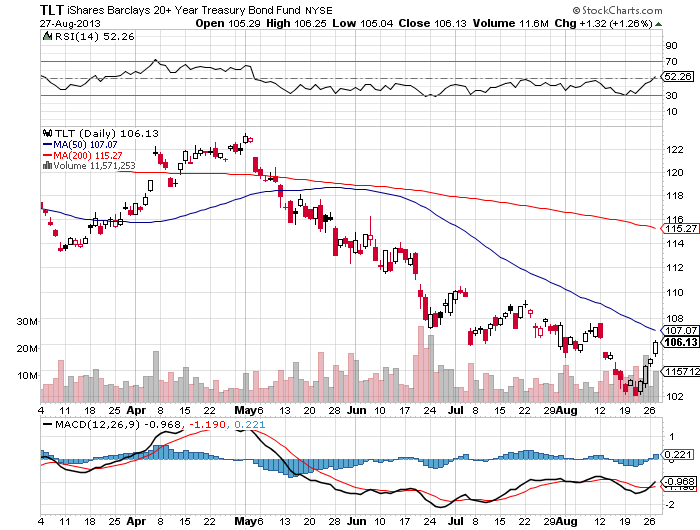 TLT iShares Barclays 20+ Year Treasury Bond Fund NYSE © StockCharts.com
27-Aug-2013 Open 105.29 High 106.25 Low 105.04 Close 106.13 Volume 11.6M Chg +1.32 (+1.26%)
RSI(14) 52.26
90
70
52.26
30
10
TLT (Daily) 106.13
MA(50) 107.07
MA(200) 115.27
Volume 11,571,253
122
120
118
116
115.27
114
112
110
108
107.07
106.13
115712
102
30M
20M
10M
4 11 18 25 Apr 8 15 22 May 6 13 20 28 Jun 10 17 24 Jul 8 15 22 29 Aug 12 19 26
MACD(12,26,9) -0.968, -1.190, 0.221
1
0.221
-0.968
-2
4 11 18 25 Apr 8 15 22 May 6 13 20 28 Jun 10 17 24 Jul 8 15 22 29 Aug 12 19 26